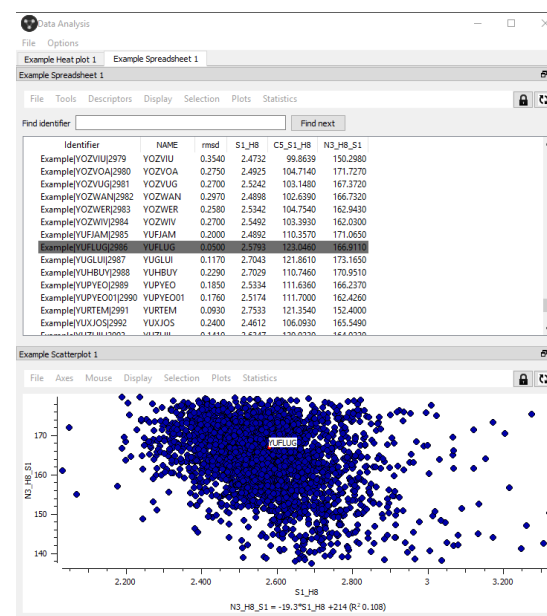 Data Analysis
File Options
Example Heat plot 1 Example Spreadsheet 1
Example Spreadsheet 1
File Tools Descriptors Display Selection Plots Statistics
Find identifier Find next
Identifier NAME rmsd S1_H8 C5_S1_H8 N3_H8_S1
Example|YOZVIU|2979 YOZVIU 0.3540 2.4732 99.8639 150.2980
Example|YOZVOA|2980 YOZVOA 0.2750 2.4925 104.7140 171.7270
Example|YOZVUG|2981 YOZVUG 0.2700 2.5242 103.1480 167.3720
Example|YOZWAN|2982 YOZWAN 0.2970 2.4898 102.6390 166.7320
Example|YOZWER|2983 YOZWER 0.2580 2.5342 104.7540 162.9430
Example|YOZWIV|2984 YOZWIV 0.2700 2.5492 103.3930 162.0300
Example|YUFJAM|2985 YUFJAM 0.2000 2.4892 110.3570 171.0650
Example|YUFLUG|2986 YUFLUG 0.0500 2.5793 123.0460 166.9110
Example|YUGLUI|2987 YUGLUI 0.1170 2.7043 121.8610 173.1650
Example|YUHBUY|2988 YUHBUY 0.2290 2.7029 110.7460 170.9510
Example|YUPYEO|2989 YUPYEO 0.1850 2.5334 111.6360 166.2370
Example|YUPYEO01|2990 YUPYEO01 0.1760 2.5174 111.7000 162.4260
Example|YURTEM|2991 YURTEM 0.0930 2.7533 121.3540 152.4000
Example|YUXJOS|2992 YUXJOS 0.2400 2.4612 106.0930 165.5490
Example Scatterplot 1
File Axes Mouse Display Selection Plots Statistics
170
YUFLUG
160
N3_H8_S1
150
140
2.200 2.400 2.600 2.800 3 3.200
S1_H8
N3_H8_S1 = -19.3*S1_H8 +214 (R² 0.108)